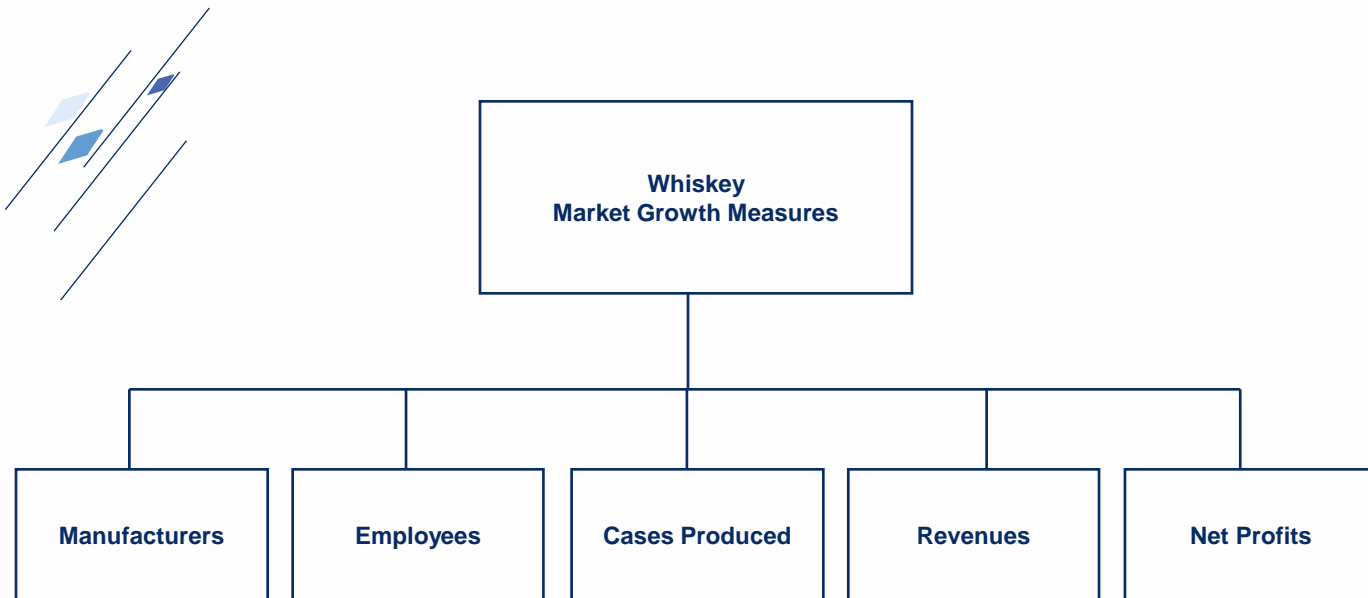 Whiskey
Market Growth Measures
Manufacturers
Employees
Cases Produced
Revenues
Net Profits